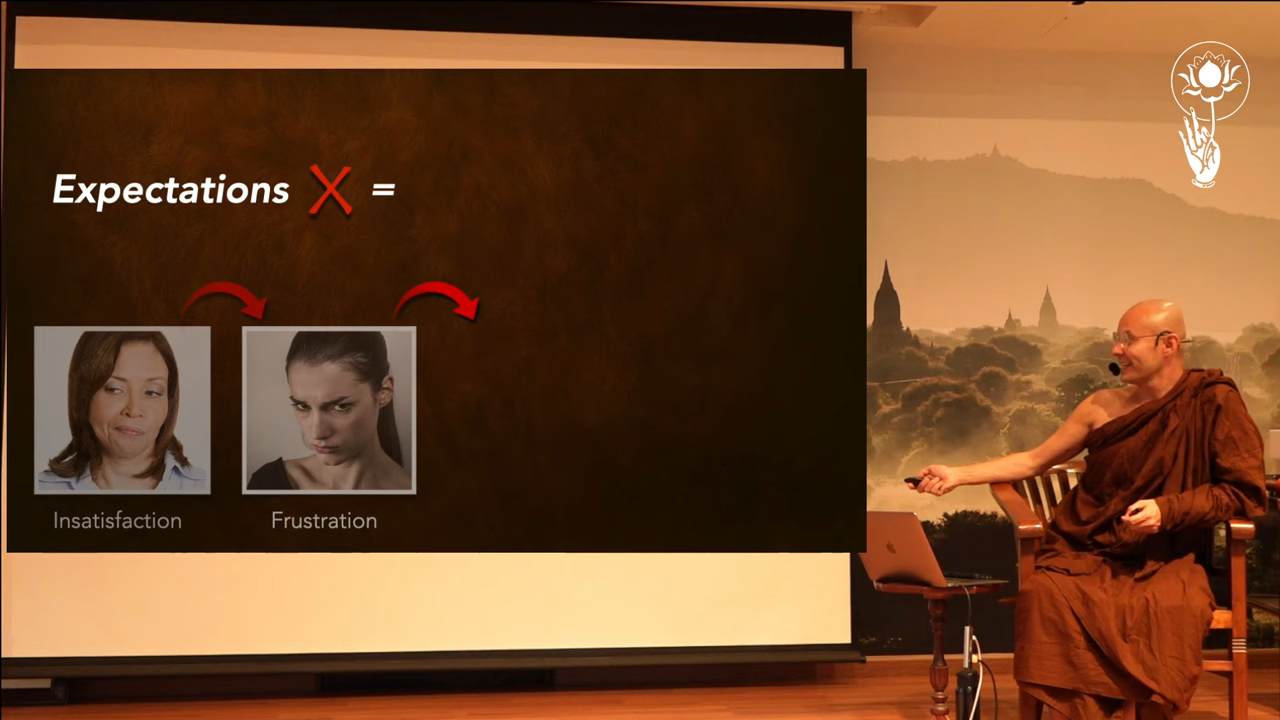 Expectations X =
Insatisfaction
Frustration